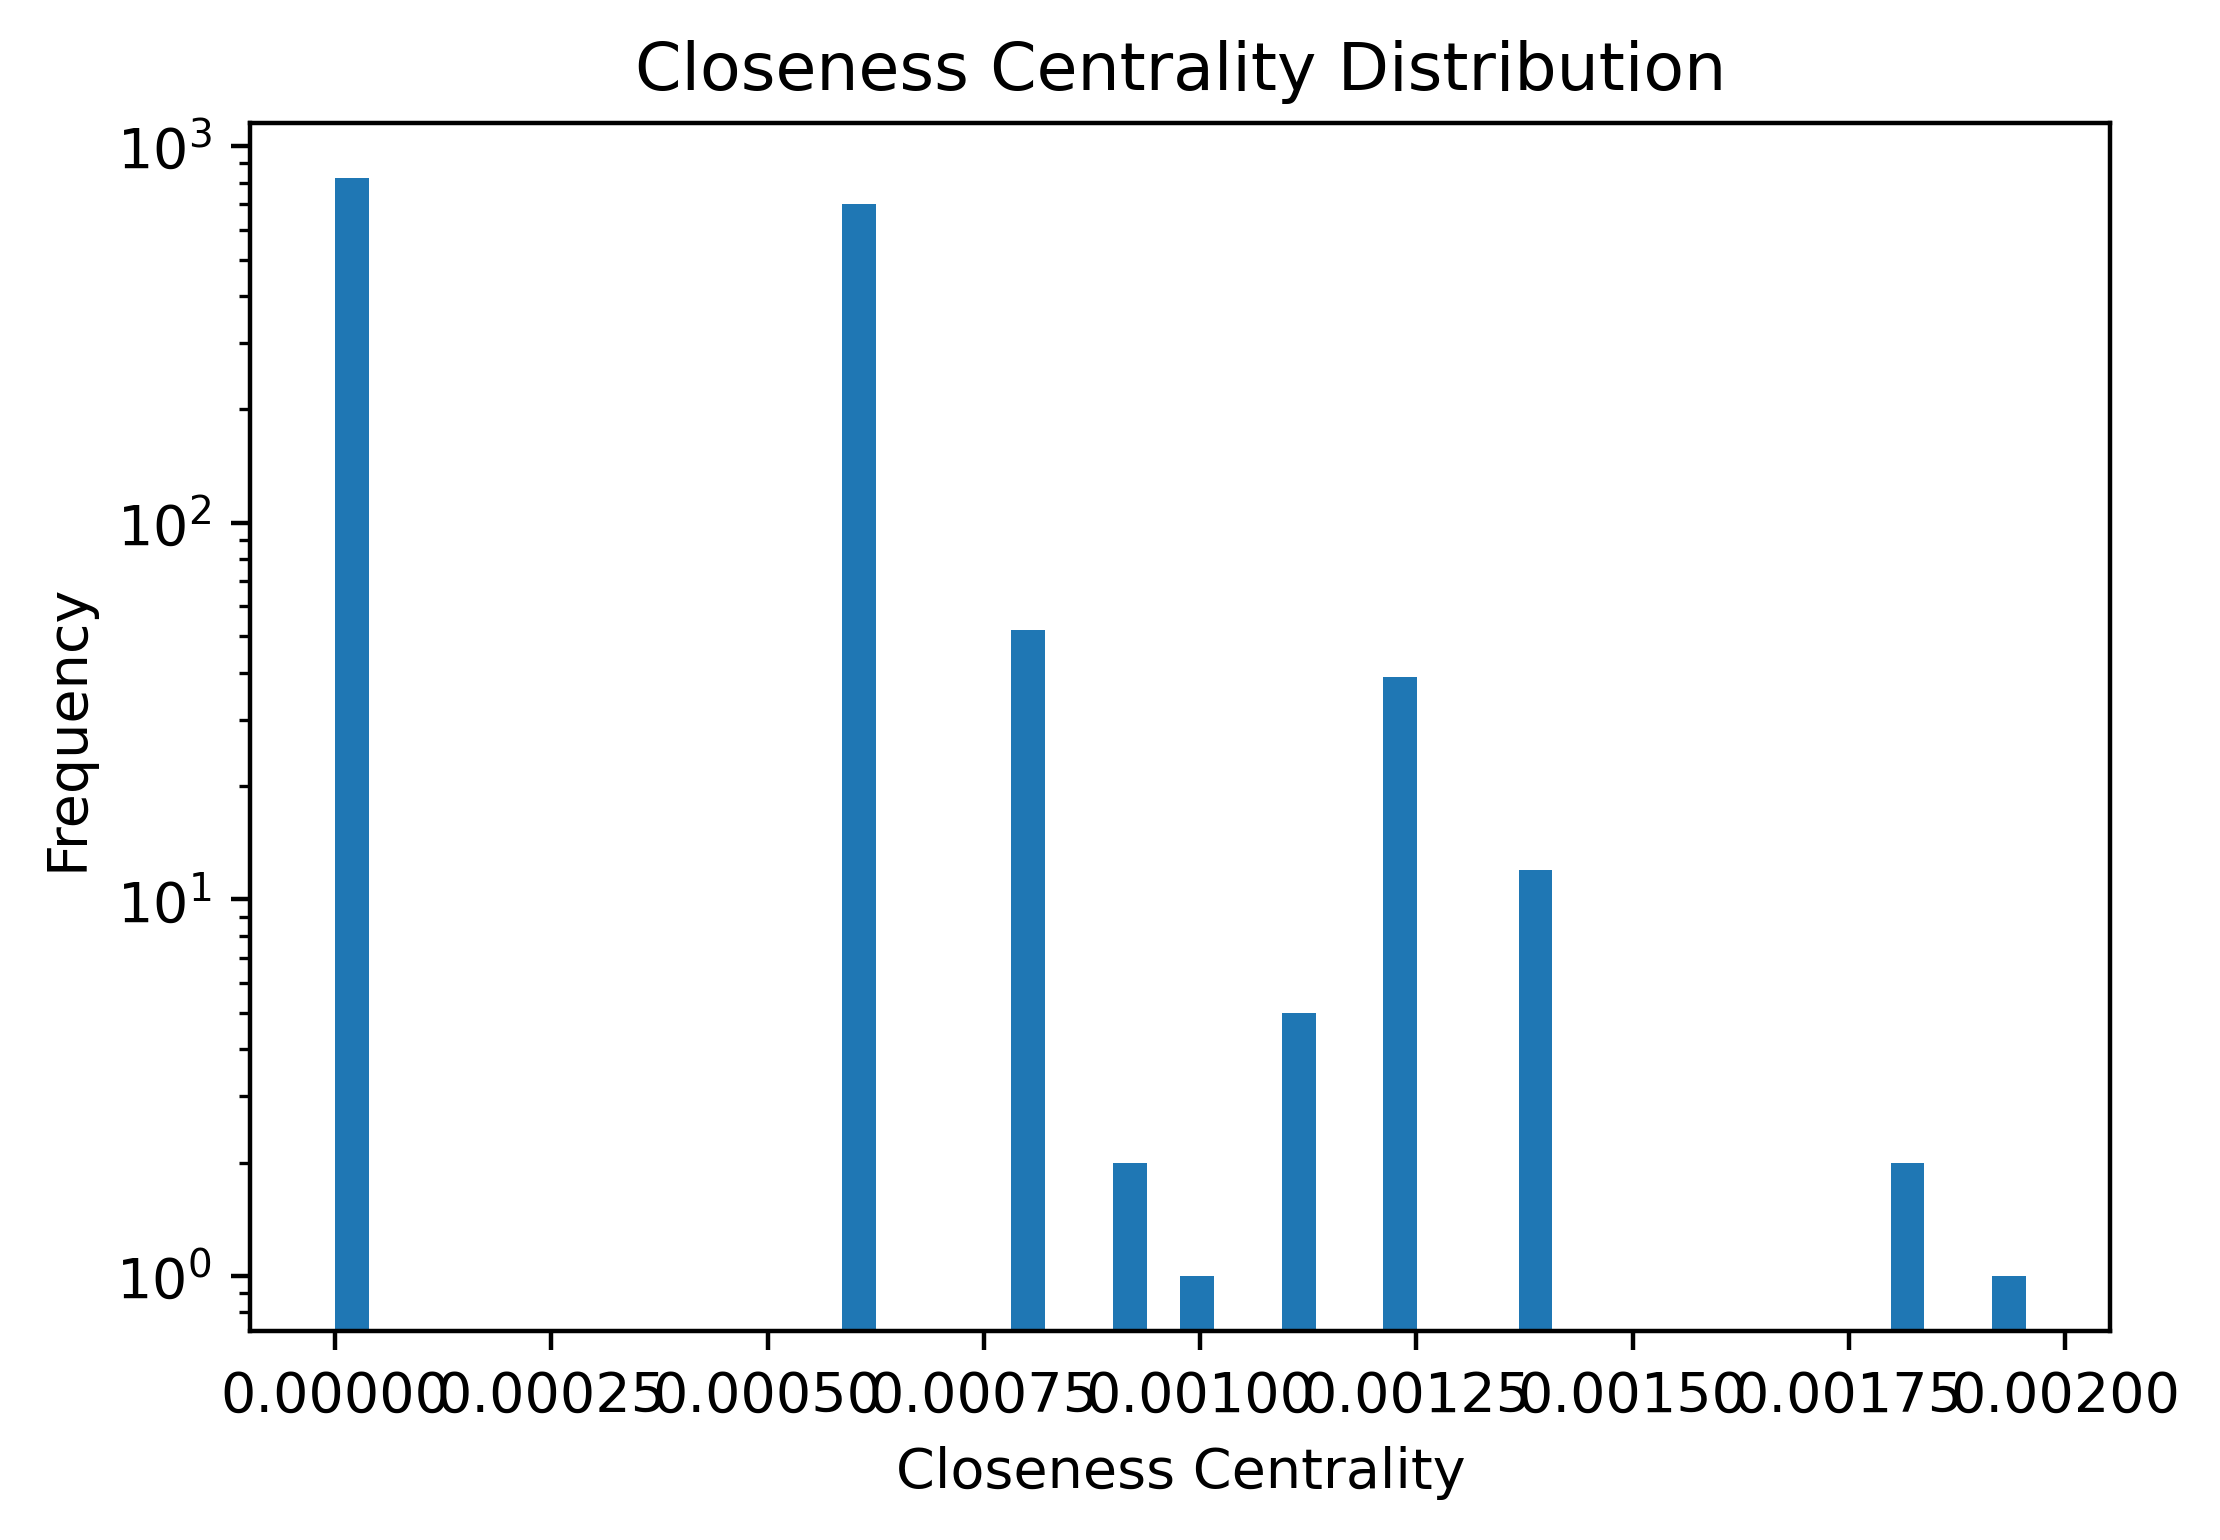 Closeness Centrality Distribution
10³
10²
10¹
10⁰
Frequency
0.00000 0.00025 0.00050 0.00075 0.00100 0.00125 0.00150 0.00175 0.00200
Closeness Centrality